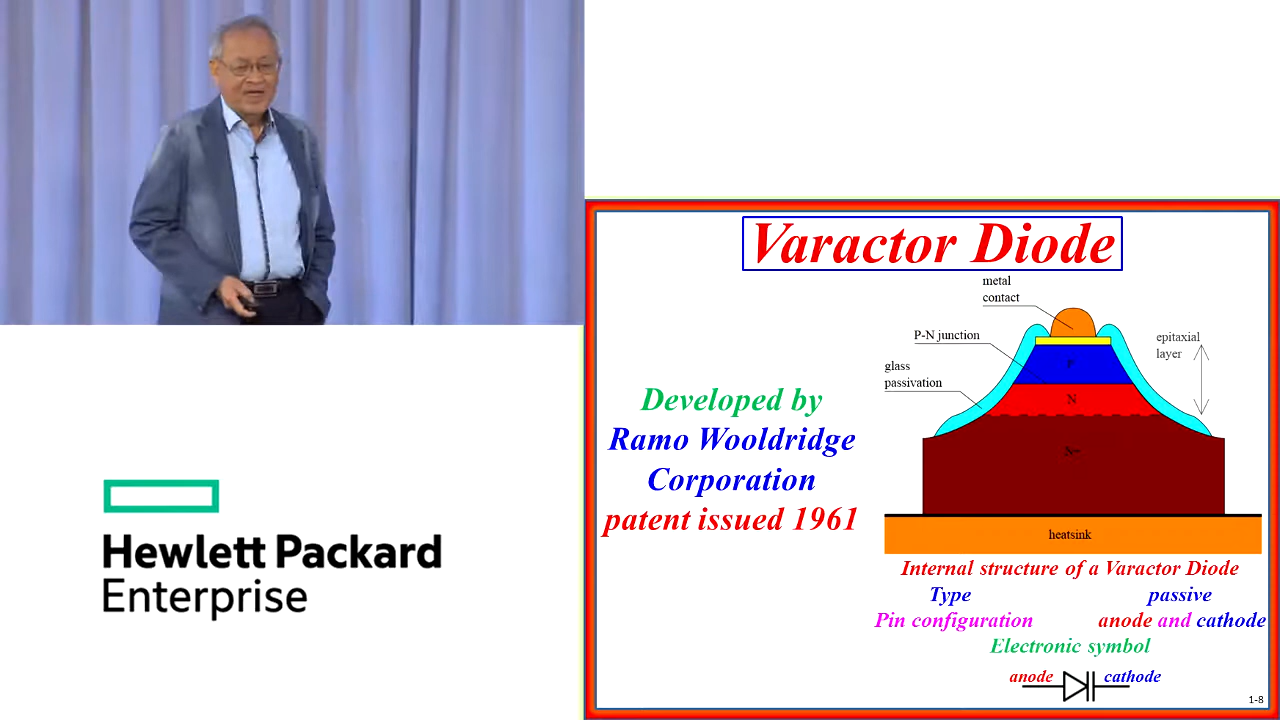 Hewlett Packard
Enterprise
Varactor Diode
Developed by
Ramo Wooldridge
Corporation
patent issued 1961
metal
contact
P-N junction
glass
passivation
epitaxial
layer
P
N
N+
heatsink
Internal structure of a Varactor Diode
Type passive
Pin configuration anode and cathode
Electronic symbol
anode cathode
1-8